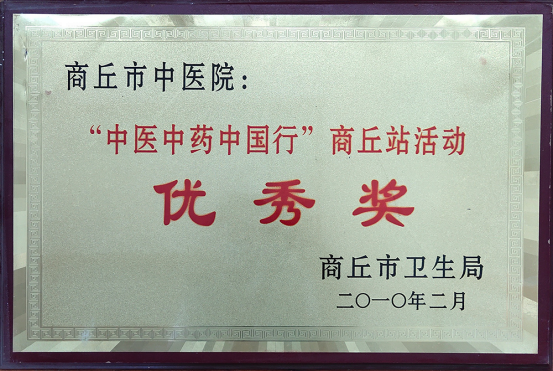 商丘市中医院：
“中医中药中国行”商丘站活动
优秀奖
商丘市卫生局
二〇一〇年二月